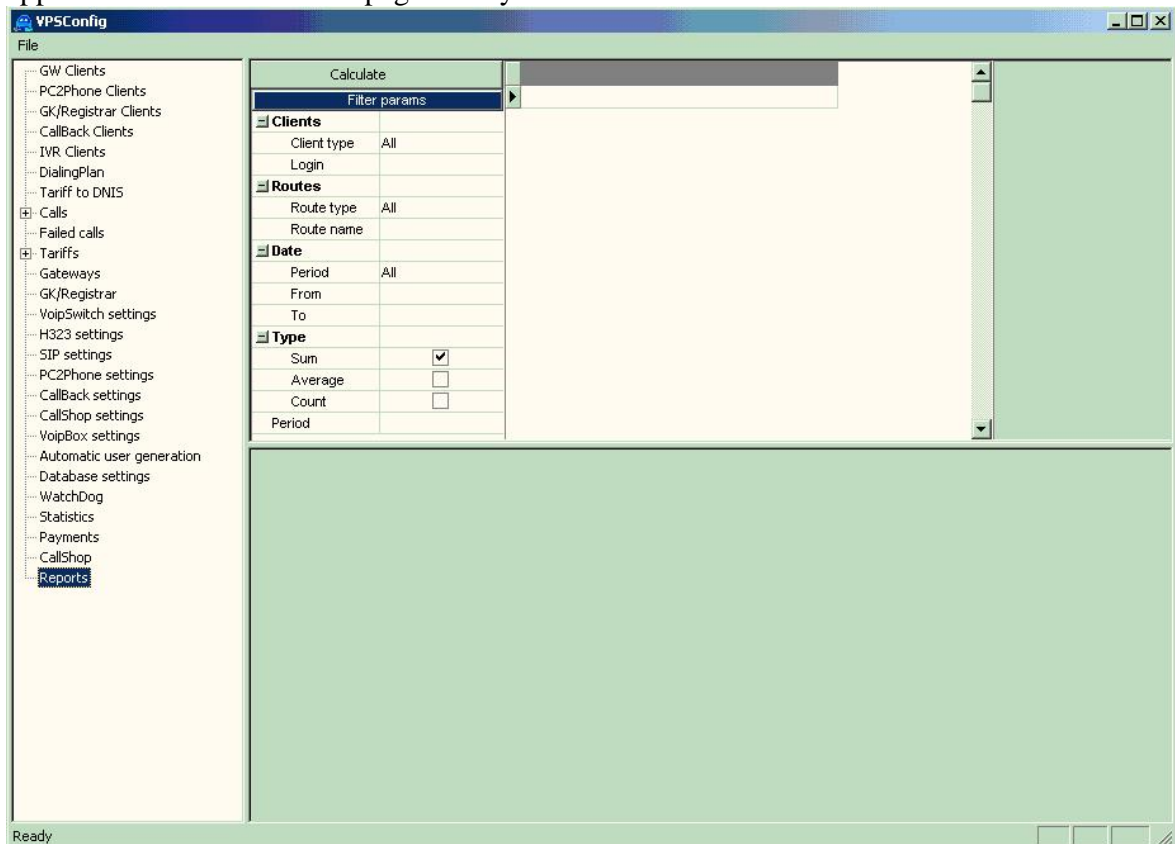 VPSConfig
File
GW Clients
PC2Phone Clients
GK/Registrar Clients
CallBack Clients
IVR Clients
DialingPlan
Tariff to DNIS
Calls
Failed calls
Tariffs
Gateways
GK/Registrar
VoipSwitch settings
H323 settings
SIP settings
PC2Phone settings
CallBack settings
CallShop settings
VoipBox settings
Automatic user generation
Database settings
WatchDog
Statistics
Payments
CallShop
Reports
Calculate
Filter params
Clients
Client type All
Login
Routes
Route type All
Route name
Date
Period All
From
To
Type
Sum
Average
Count
Period
Ready